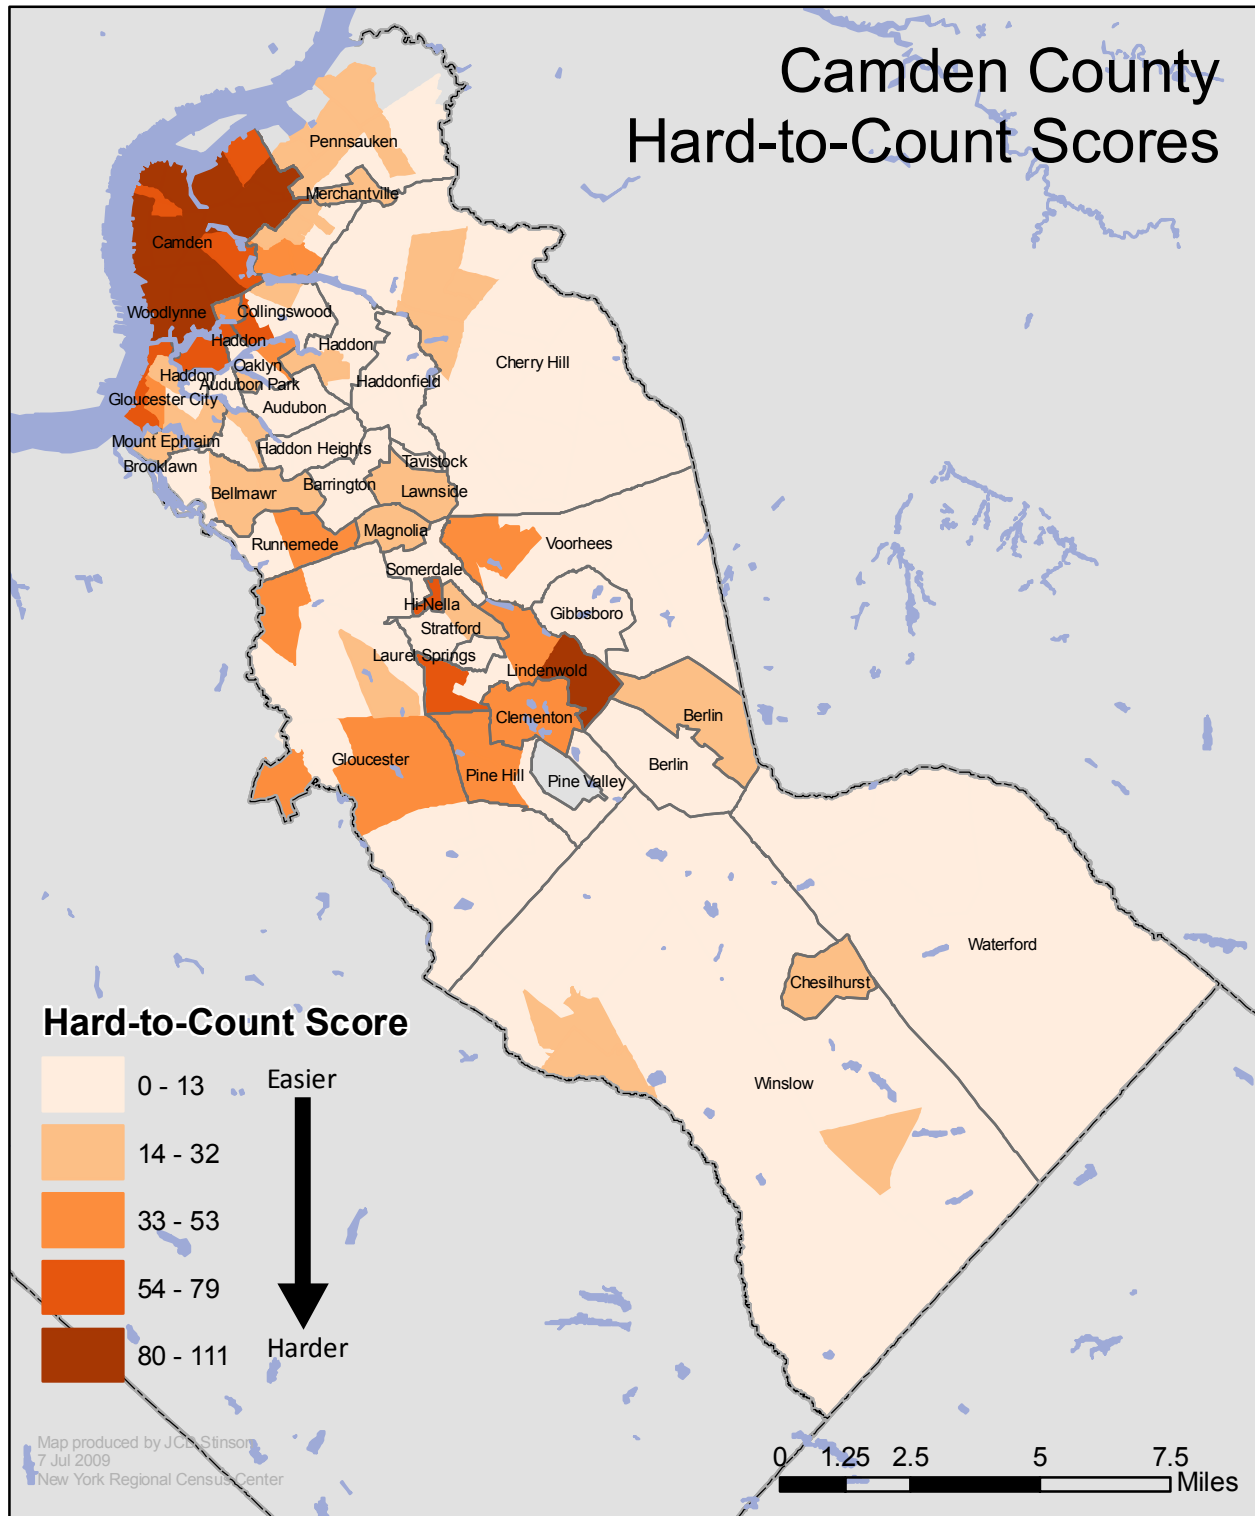 Camden County
Hard-to-Count Scores
Pennsauken
Merchantville
Camden
Woodlynne
Collingswood
Haddon
Haddon
Cherry Hill
Oaklyn
Haddon
Haddonfield
Audubon Park
Gloucester City
Audubon
Mount Ephraim
Haddon Heights
Brooklawn
Tavistock
Barrington
Bellmawr
Lawnside
Magnolia
Runnemede
Voorhees
Somerdale
Hi-Nella
Gibbsboro
Stratford
Laurel Springs
Lindenwold
Clementon
Berlin
Gloucester
Berlin
Pine Hill
Pine Valley
Waterford
Chesilhurst
Winslow
Hard-to-Count Score
0 - 13
Easier
14 - 32
33 - 53
54 - 79
80 - 111
Harder
Map produced by JCD Stinson
7 Jul 2009
New York Regional Census Center
0 1.25 2.5 5 7.5
Miles